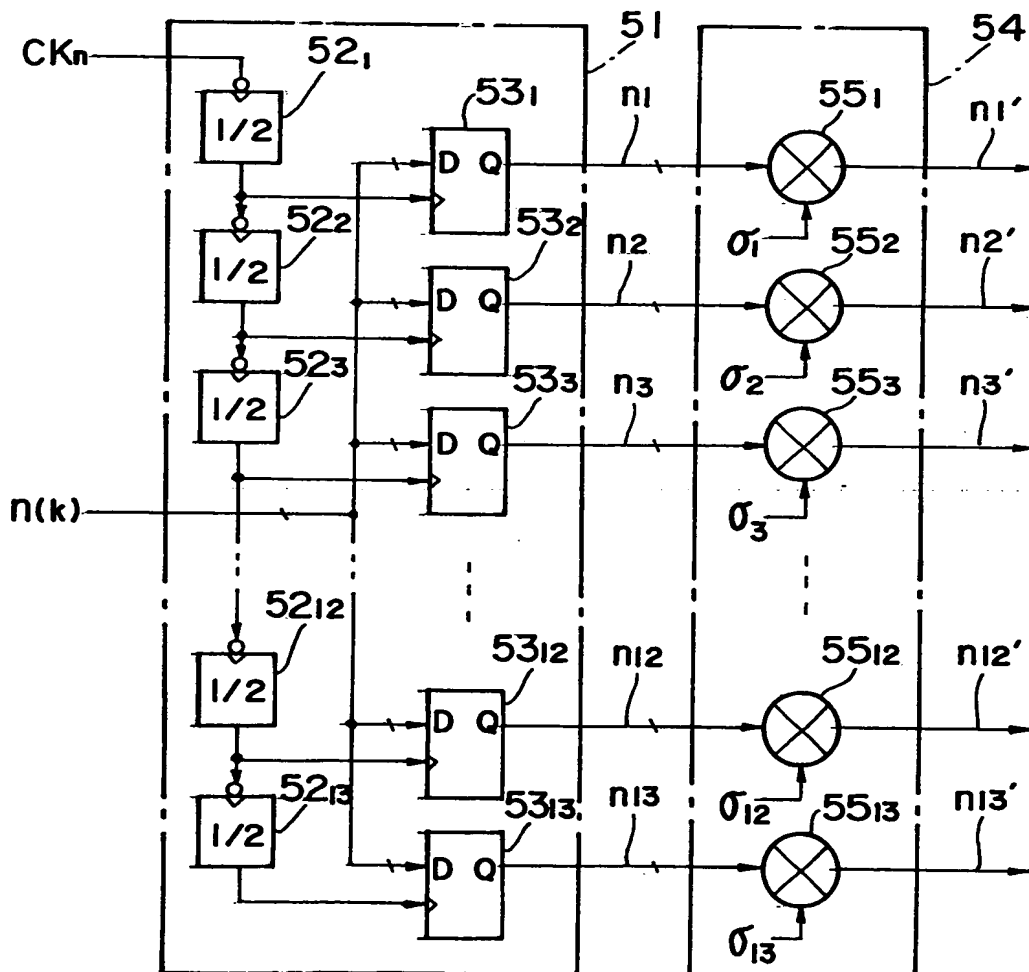 51
54
CKn
52₁
1/2
53₁
D Q
n1
55₁
n1'
σ₁
52₂
1/2
53₂
D Q
n2
55₂
n2'
σ₂
52₃
1/2
53₃
D Q
n3
55₃
n3'
σ₃
n(k)
52₁₂
1/2
53₁₂
D Q
n12
55₁₂
n12'
σ₁₂
52₁₃
1/2
53₁₃
D Q
n13
55₁₃
n13'
σ₁₃